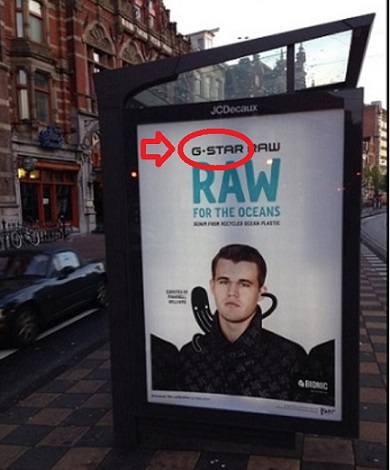 JCDecaux
G-STAR RAW
RAW
FOR THE OCEANS
DENIM FROM RECYCLED OCEAN PLASTIC
CURATED BY
PHARRELL
WILLIAMS
BIONIC